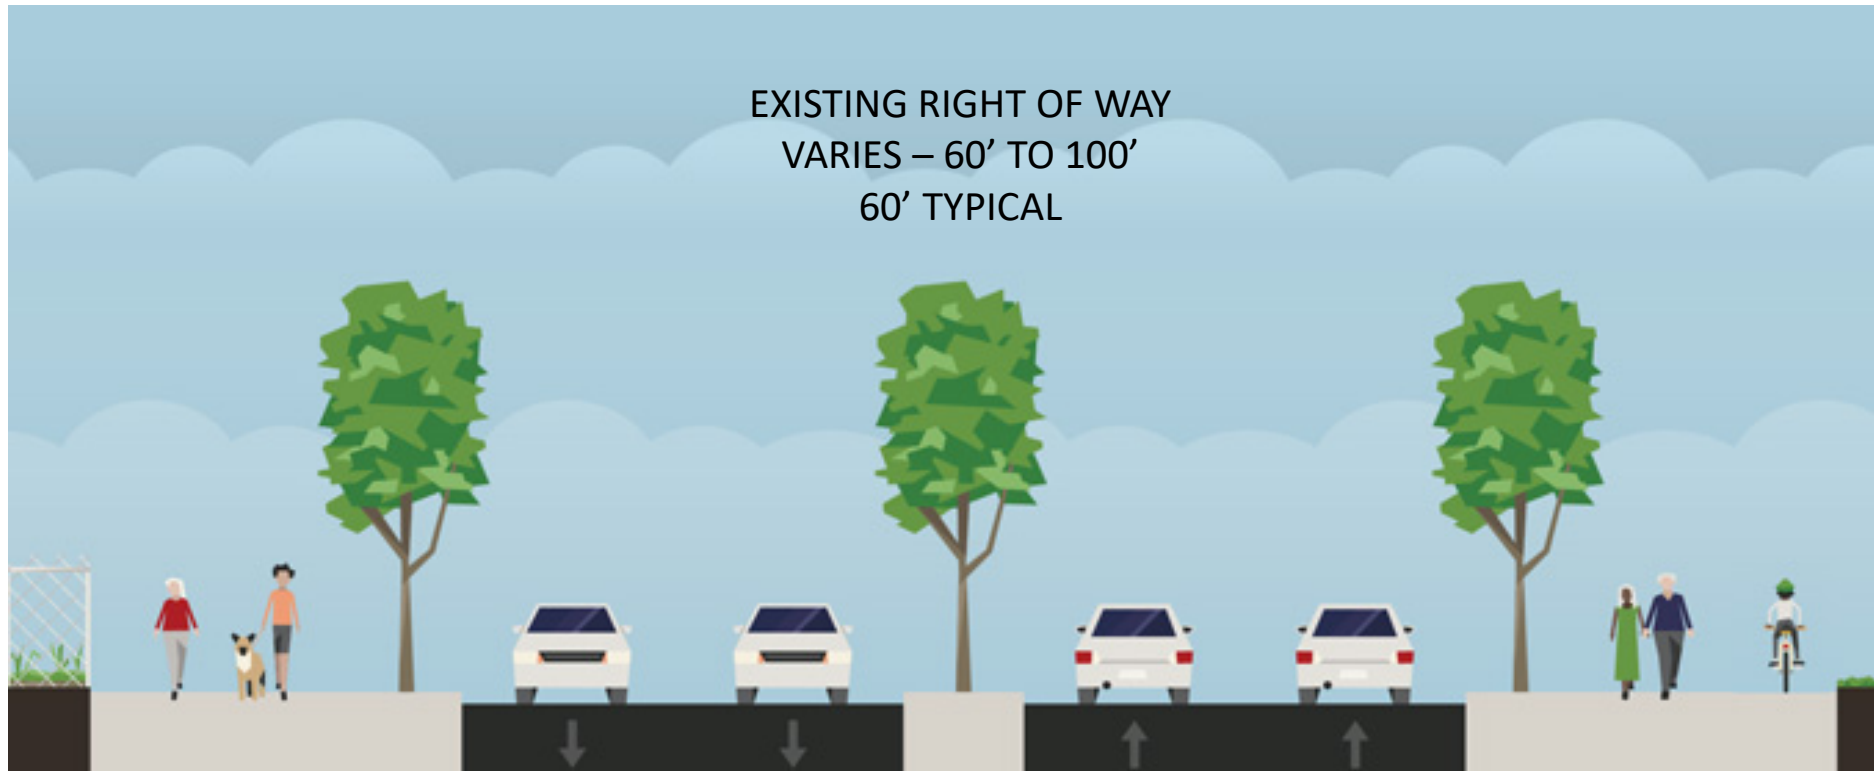 EXISTING RIGHT OF WAY
VARIES – 60’ TO 100’
60’ TYPICAL